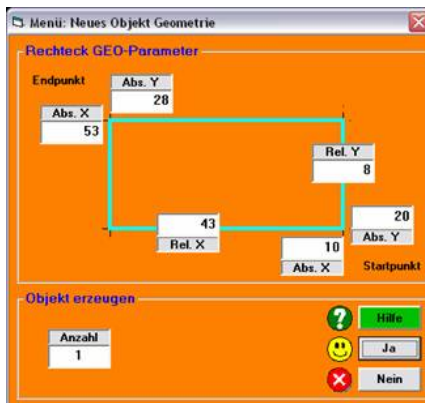 Menü: Neues Objekt Geometrie
Rechteck GEO-Parameter
Endpunkt
Abs. Y
28
Abs. X
53
Rel. Y
8
43
Rel. X
20
Abs. Y
10
Abs. X
Startpunkt
Objekt erzeugen
Anzahl
1
Hilfe
Ja
Nein